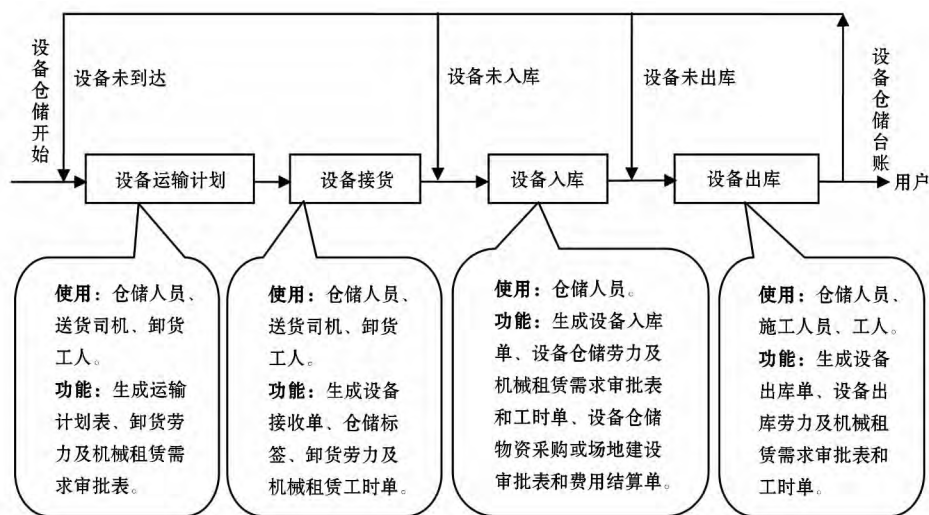 设备仓储开始
设备未到达
设备未入库
设备未出库
设备仓储台账
设备运输计划
设备接货
设备入库
设备出库
用户
使用：仓储人员、
送货司机、卸货
工人。
功能：生成运输
计划表、卸货劳
力及机械租赁需
求审批表。
使用：仓储人员、
送货司机、卸货
工人。
功能：生成设备
接收单、仓储标
签、卸货劳力及
机械租赁工时单。
使用：仓储人员。
功能：生成设备入库
单、设备仓储劳力及
机械租赁需求审批表
和工时单、设备仓储
物资采购或场地建设
审批表和费用结算单。
使用：仓储人员、
施工人员、工人。
功能：生成设备
出库单、设备出
库劳力及机械租
赁需求审批表和
工时单。